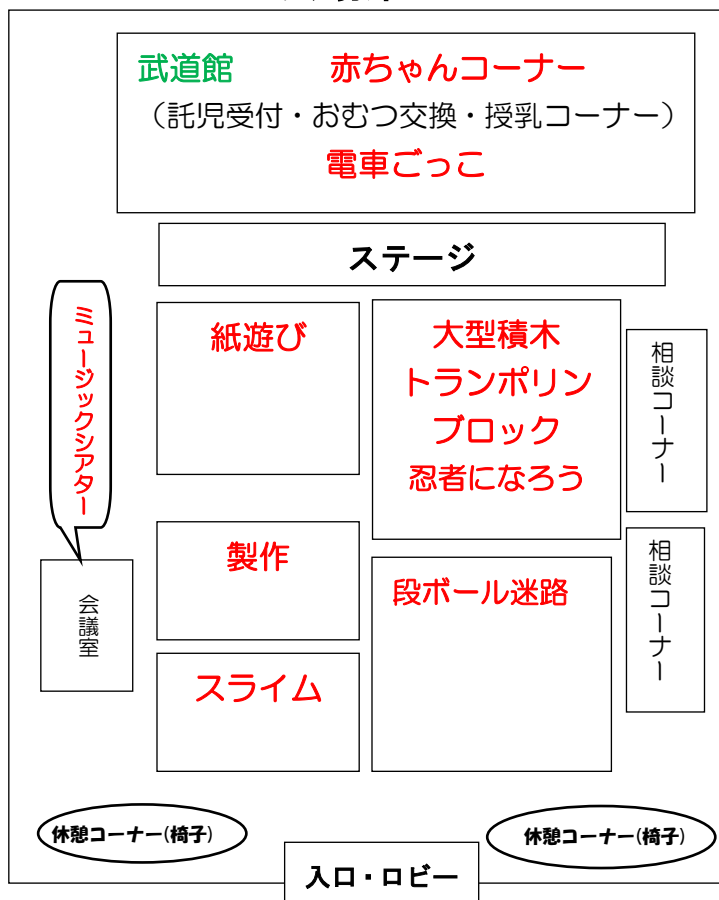 武道館　赤ちゃんコーナー
（託児受付・おむつ交換・授乳コーナー）
電車ごっこ
ステージ
ミュージックシアター
紙遊び
大型積木
トランポリン
ブロック
忍者になろう
相談コーナー
製作
段ボール迷路
相談コーナー
会議室
スライム
休憩コーナー(椅子)
休憩コーナー(椅子)
入口・ロビー